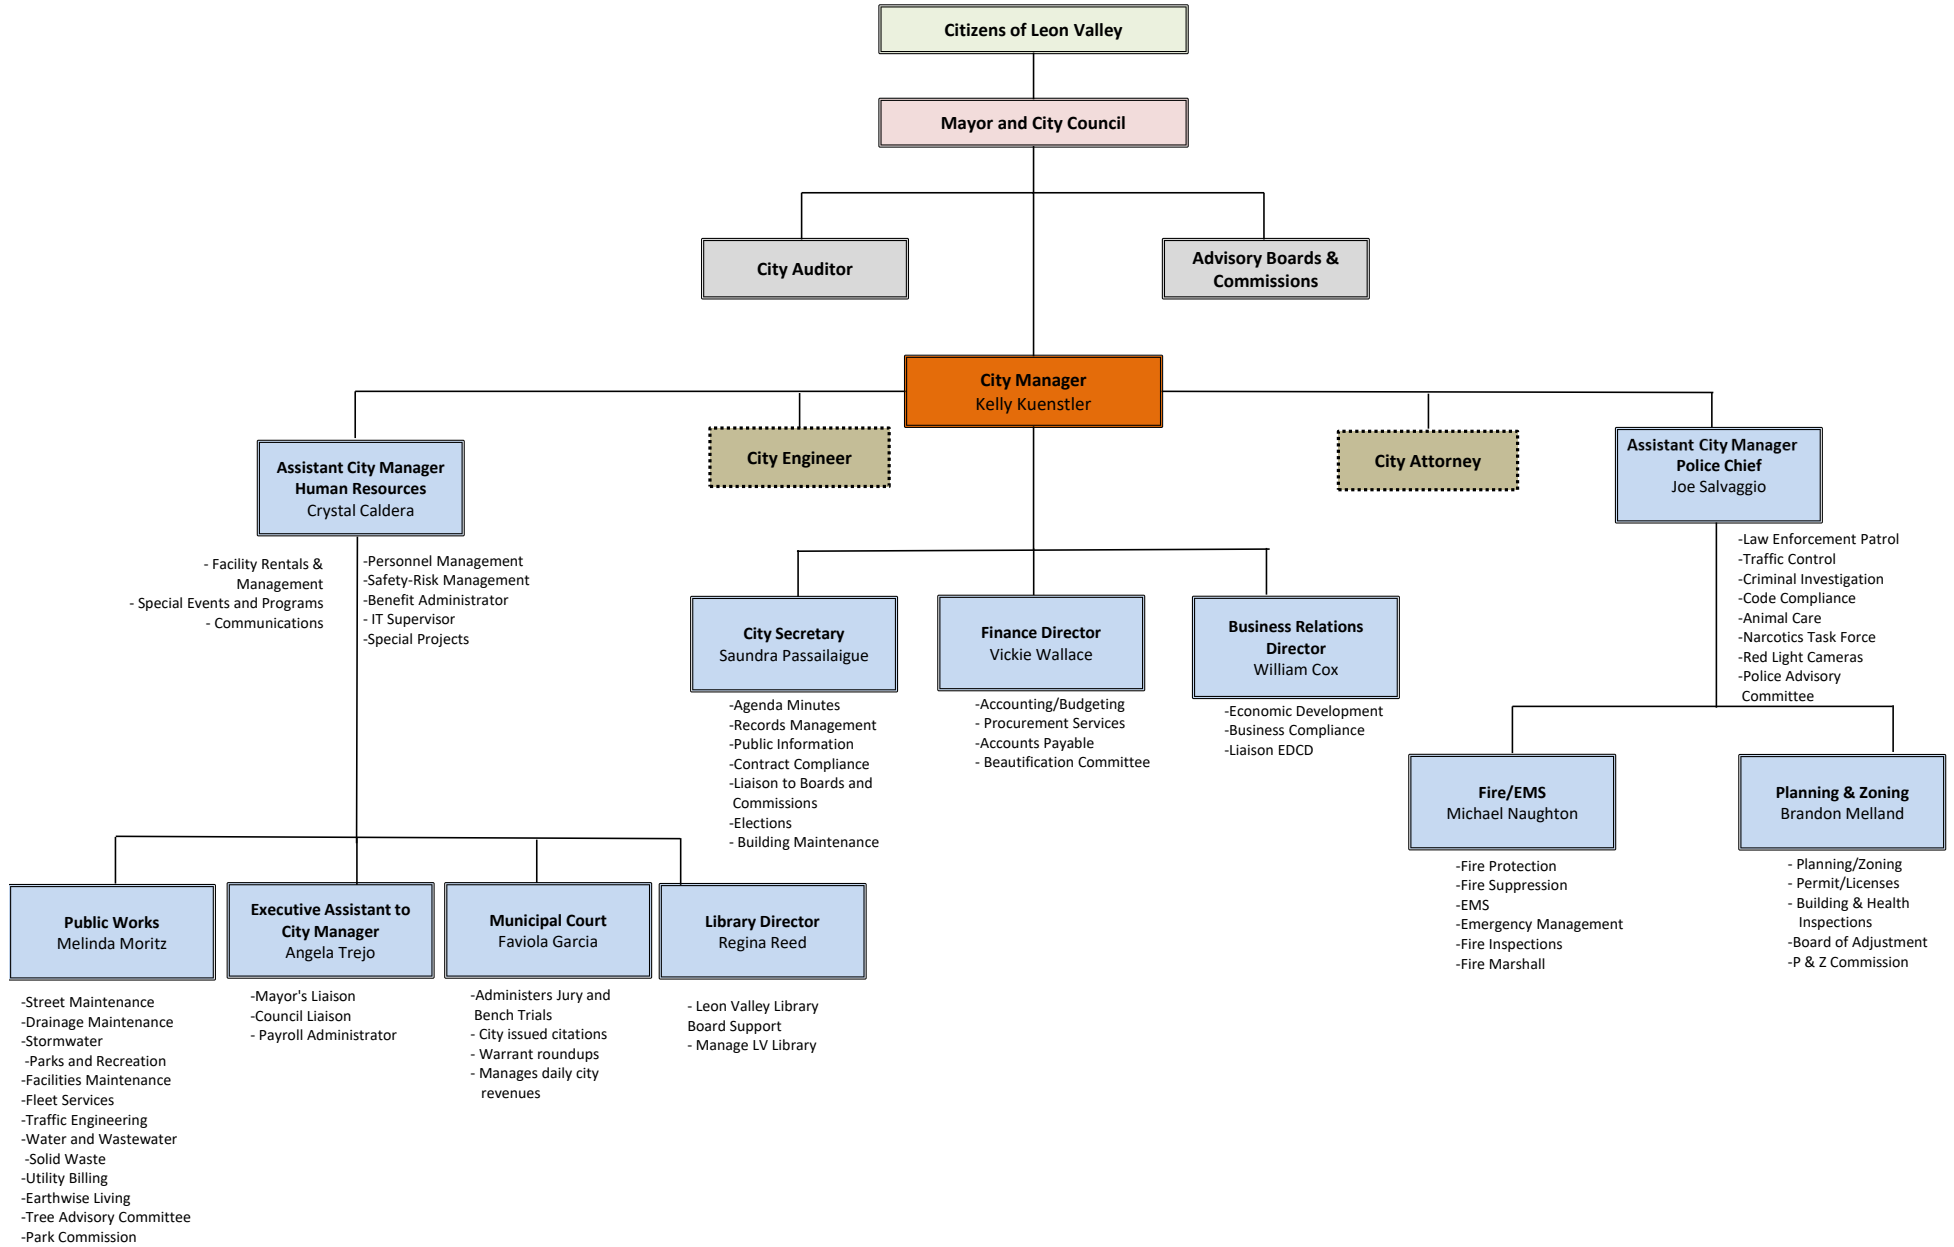 Citizens of Leon Valley
Mayor and City Council
City Auditor
Advisory Boards &
Commissions
City Manager
Kelly Kuenstler
Assistant City Manager
Human Resources
Crystal Caldera
City Engineer
City Attorney
Assistant City Manager
Police Chief
Joe Salvaggio
- Facility Rentals &
Management
- Special Events and Programs
- Communications
-Personnel Management
-Safety-Risk Management
-Benefit Administrator
- IT Supervisor
-Special Projects
-Law Enforcement Patrol
-Traffic Control
-Criminal Investigation
-Code Compliance
-Animal Care
-Narcotics Task Force
-Red Light Cameras
-Police Advisory
Committee
City Secretary
Saundra Passailaigue
-Agenda Minutes
-Records Management
-Public Information
-Contract Compliance
-Liaison to Boards and
Commissions
-Elections
- Building Maintenance
Finance Director
Vickie Wallace
-Accounting/Budgeting
- Procurement Services
-Accounts Payable
- Beautification Committee
Business Relations
Director
William Cox
-Economic Development
-Business Compliance
-Liaison EDCD
Fire/EMS
Michael Naughton
-Fire Protection
-Fire Suppression
-EMS
-Emergency Management
-Fire Inspections
-Fire Marshall
Planning & Zoning
Brandon Melland
- Planning/Zoning
- Permit/Licenses
- Building & Health
Inspections
-Board of Adjustment
-P & Z Commission
Public Works
Melinda Moritz
-Street Maintenance
-Drainage Maintenance
-Stormwater
-Parks and Recreation
-Facilities Maintenance
-Fleet Services
-Traffic Engineering
-Water and Wastewater
-Solid Waste
-Utility Billing
-Earthwise Living
-Tree Advisory Committee
-Park Commission
Executive Assistant to
City Manager
Angela Trejo
-Mayor's Liaison
-Council Liaison
- Payroll Administrator
Municipal Court
Faviola Garcia
-Administers Jury and
Bench Trials
- City issued citations
- Warrant roundups
- Manages daily city
revenues
Library Director
Regina Reed
- Leon Valley Library
Board Support
- Manage LV Library